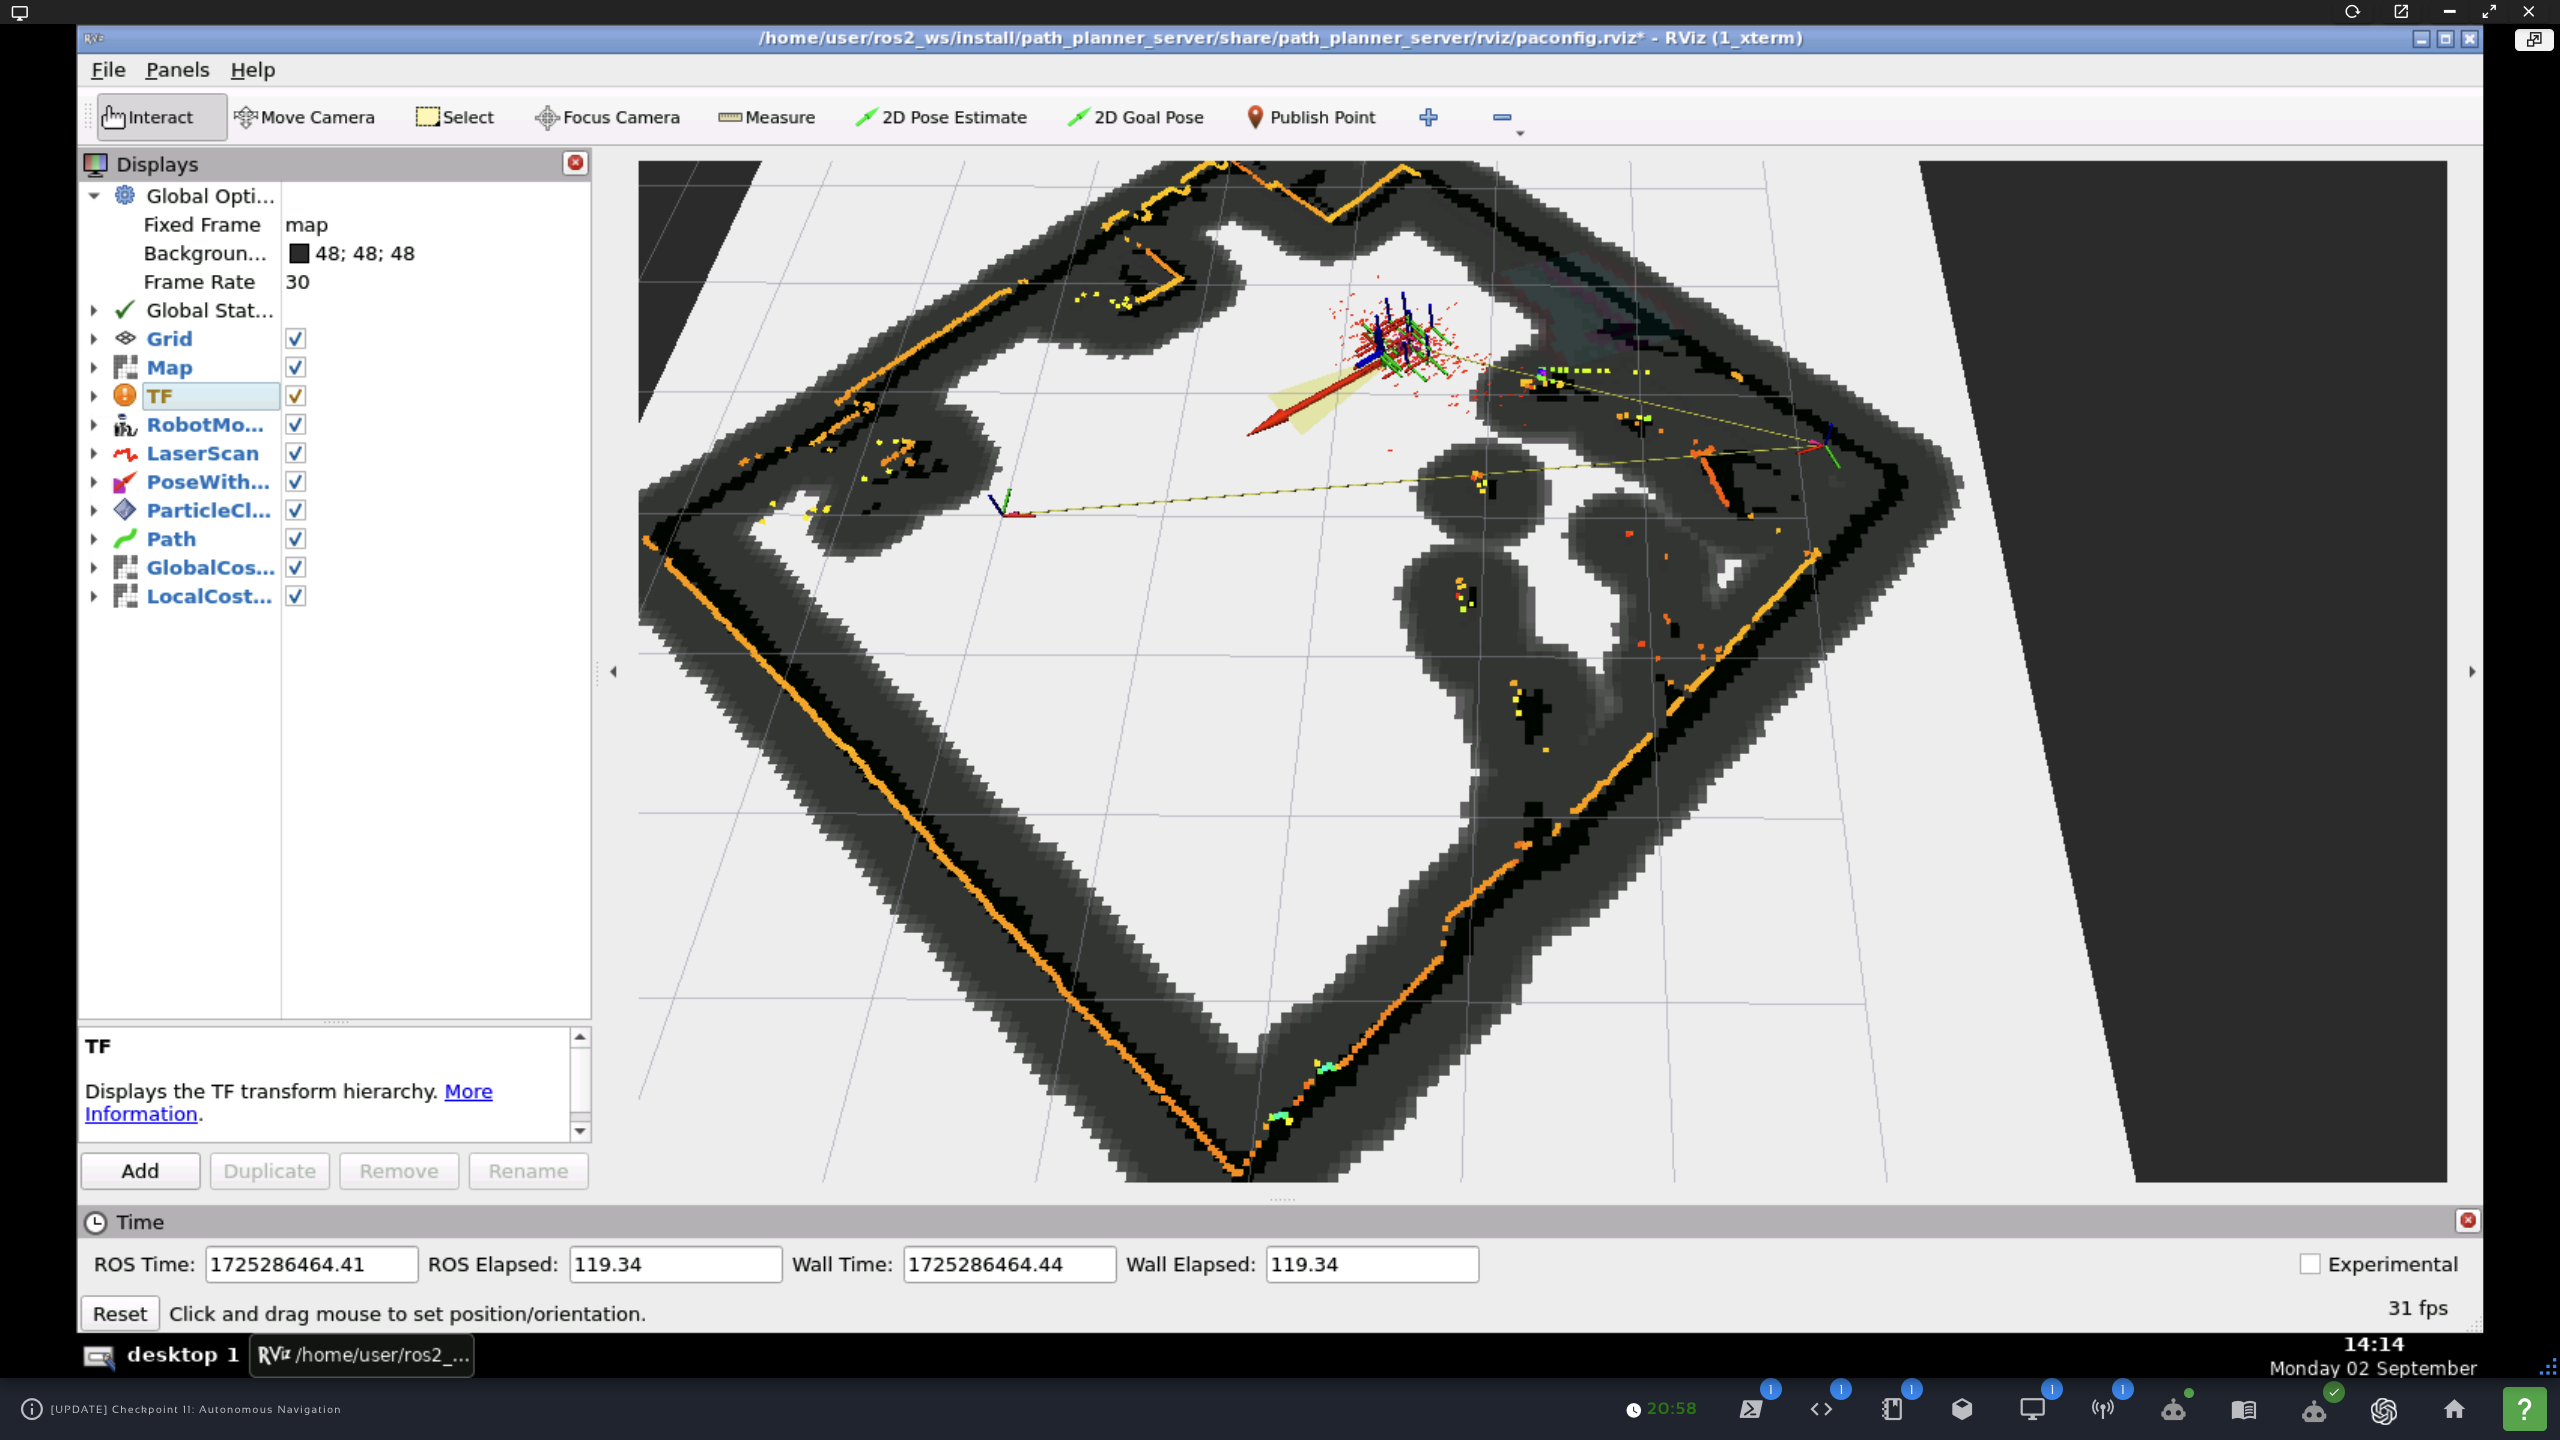 RViz
/home/user/ros2_ws/install/path_planner_server/share/path_planner_server/rviz/paconfig.rviz* - RViz (1_xterm)
File Panels Help
Interact Move Camera Select Focus Camera Measure 2D Pose Estimate 2D Goal Pose Publish Point
Displays
Global Opti...
Fixed Frame map
Backgroun... 48; 48; 48
Frame Rate 30
Global Stat...
Grid
Map
TF
RobotMo...
LaserScan
PoseWith...
ParticleCl...
Path
GlobalCos...
LocalCost...
TF
Displays the TF transform hierarchy. More
Information.
Add Duplicate Remove Rename
Time
ROS Time: 1725286464.41 ROS Elapsed: 119.34 Wall Time: 1725286464.44 Wall Elapsed: 119.34 Experimental
Reset Click and drag mouse to set position/orientation. 31 fps
desktop 1 RViz /home/user/ros2_... 14:14
Monday 02 September
[UPDATE] Checkpoint 11: Autonomous Navigation 20:58 1 1 1 1 1 ?